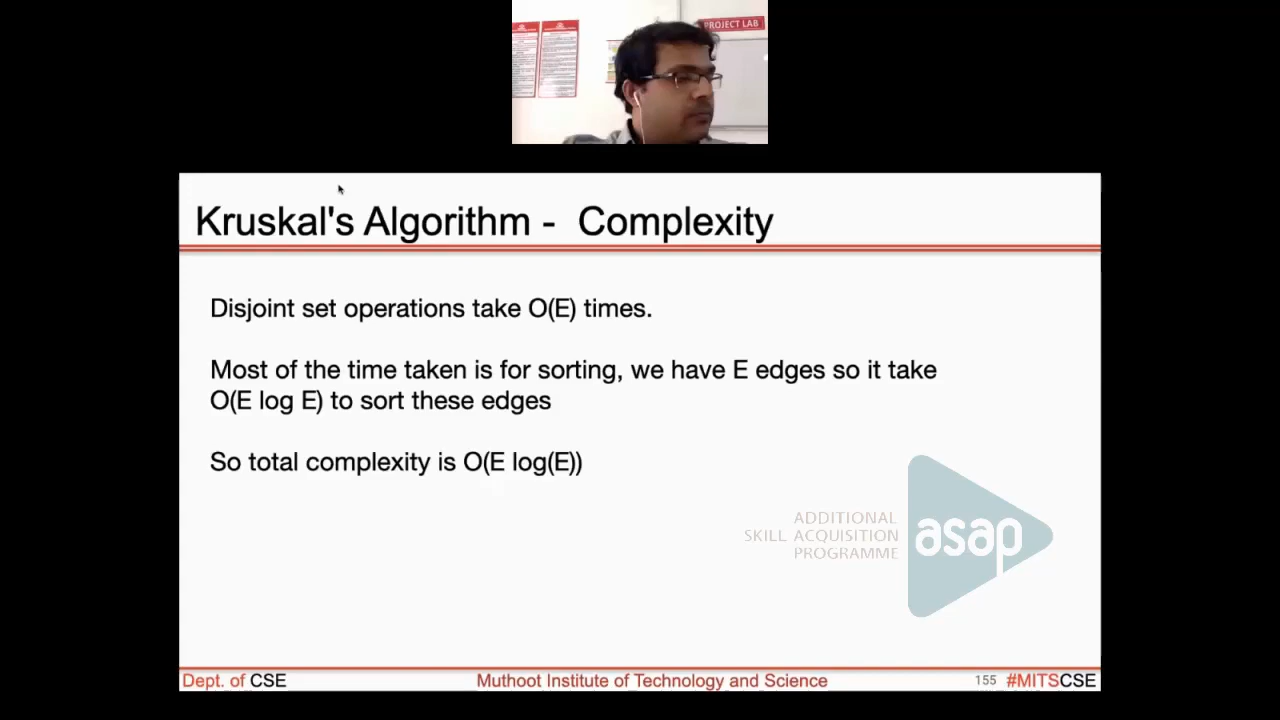 PROJECT LAB
Kruskal's Algorithm - Complexity
Disjoint set operations take O(E) times.
Most of the time taken is for sorting, we have E edges so it take
O(E log E) to sort these edges
So total complexity is O(E log(E))
ADDITIONAL
SKILL ACQUISITION
PROGRAMME
asap
Dept. of CSE
Muthoot Institute of Technology and Science
155 #MITSCSE